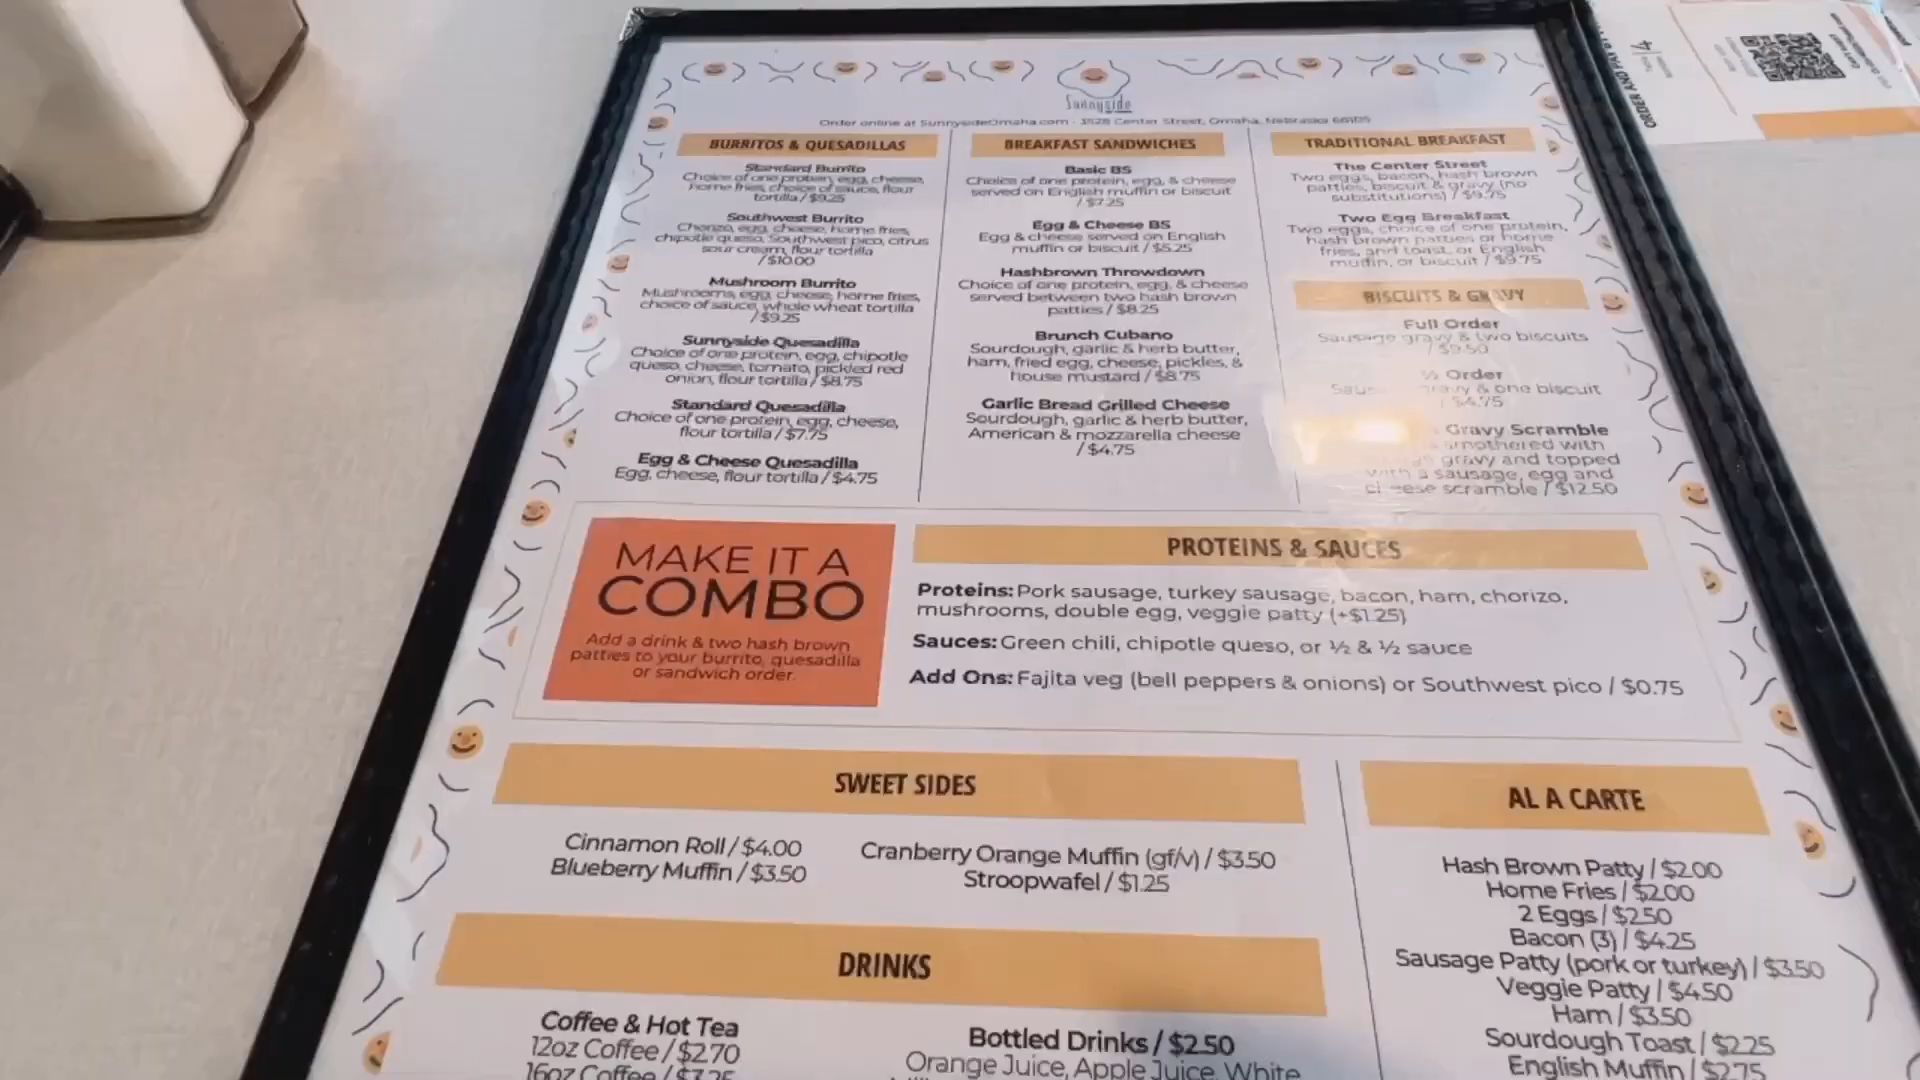 Sunnyside
Order online at SunnysideOmaha.com - 1528 Center Street, Omaha, Nebraska 68105
BURRITOS & QUESADILLAS
Standard Burrito
Choice of one protein, egg, cheese,
home fries, choice of sauce, flour
tortilla / $9.25
Southwest Burrito
Chorizo, egg, cheese, home fries,
chipotle queso, Southwest pico, citrus
sour cream, flour tortilla
/ $10.00
Mushroom Burrito
Mushrooms, egg, cheese, home fries,
choice of sauce, whole wheat tortilla
/ $9.25
Sunnyside Quesadilla
Choice of one protein, egg, chipotle
queso, cheese, tomato, pickled red
onion, flour tortilla / $8.75
Standard Quesadilla
Choice of one protein, egg, cheese,
flour tortilla / $7.75
Egg & Cheese Quesadilla
Egg, cheese, flour tortilla / $4.75
BREAKFAST SANDWICHES
Basic BS
Choice of one protein, egg, & cheese
served on English muffin or biscuit
/ $7.25
Egg & Cheese BS
Egg & cheese served on English
muffin or biscuit / $5.25
Hashbrown Throwdown
Choice of one protein, egg, & cheese
served between two hash brown
patties / $8.25
Brunch Cubano
Sourdough, garlic & herb butter,
ham, fried egg, cheese, pickles, &
house mustard / $8.75
Garlic Bread Grilled Cheese
Sourdough, garlic & herb butter,
American & mozzarella cheese
/ $4.75
TRADITIONAL BREAKFAST
The Center Street
Two eggs, bacon, hash brown
patties, biscuit & gravy (no
substitutions) / $9.75
Two Egg Breakfast
Two eggs, choice of one protein,
hash brown patties or home
fries, and toast, or English
muffin, or biscuit / $9.75
BISCUITS & GRAVY
Full Order
Sausage gravy & two biscuits
/ $9.50
½ Order
gravy & one biscuit
/ $4.75
Gravy Scramble
smothered with
gravy and topped
with a sausage, egg and
cheese scramble / $12.50
MAKE IT A
COMBO
Add a drink & two hash brown
patties to your burrito, quesadilla
or sandwich order.
PROTEINS & SAUCES
Proteins: Pork sausage, turkey sausage, bacon, ham, chorizo,
mushrooms, double egg, veggie patty (+$1.25)
Sauces: Green chili, chipotle queso, or ½ & ½ sauce
Add Ons: Fajita veg (bell peppers & onions) or Southwest pico / $0.75
SWEET SIDES
Cinnamon Roll / $4.00
Blueberry Muffin / $3.50
Cranberry Orange Muffin (gf/v) / $3.50
Stroopwafel / $1.25
DRINKS
Coffee & Hot Tea
12oz Coffee / $2.70
16oz Coffee / $3.25
Bottled Drinks / $2.50
Orange Juice, Apple Juice, White
AL A CARTE
Hash Brown Patty / $2.00
Home Fries / $2.00
2 Eggs / $2.50
Bacon (3) / $4.25
Sausage Patty (pork or turkey) / $3.50
Veggie Patty / $4.50
Ham / $3.50
Sourdough Toast / $2.25
English Muffin / $2.75
ORDER AND PAY